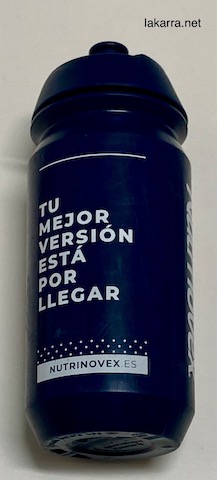 lakarra.net
TU
MEJOR
VERSIÓN
ESTÁ
POR
LLEGAR
NUTRINOVEX.ES